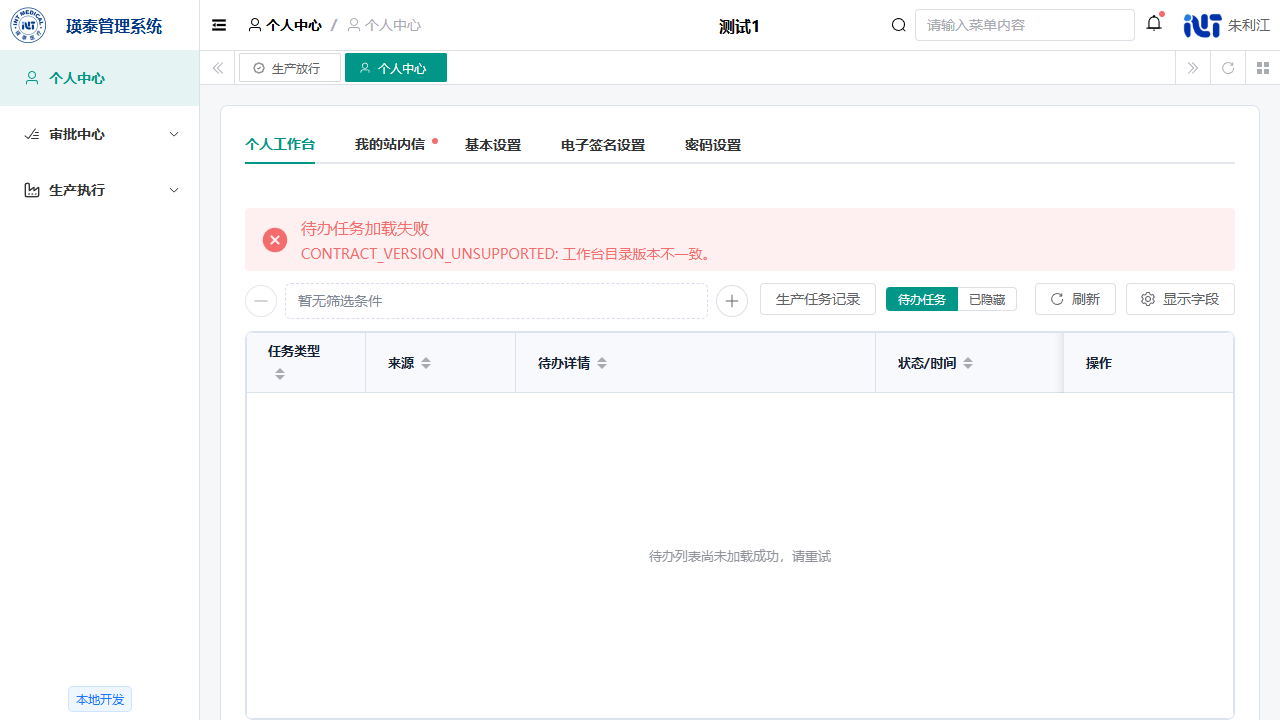 瑛泰管理系统
个人中心 / 个人中心
测试1
请输入菜单内容
朱利江
个人中心
审批中心
生产执行
生产放行
个人中心
个人工作台
我的站内信
基本设置
电子签名设置
密码设置
待办任务加载失败
CONTRACT_VERSION_UNSUPPORTED: 工作台目录版本不一致。
暂无筛选条件
生产任务记录
待办任务
已隐藏
刷新
显示字段
任务类型
来源
待办详情
状态/时间
操作
待办列表尚未加载成功，请重试
本地开发